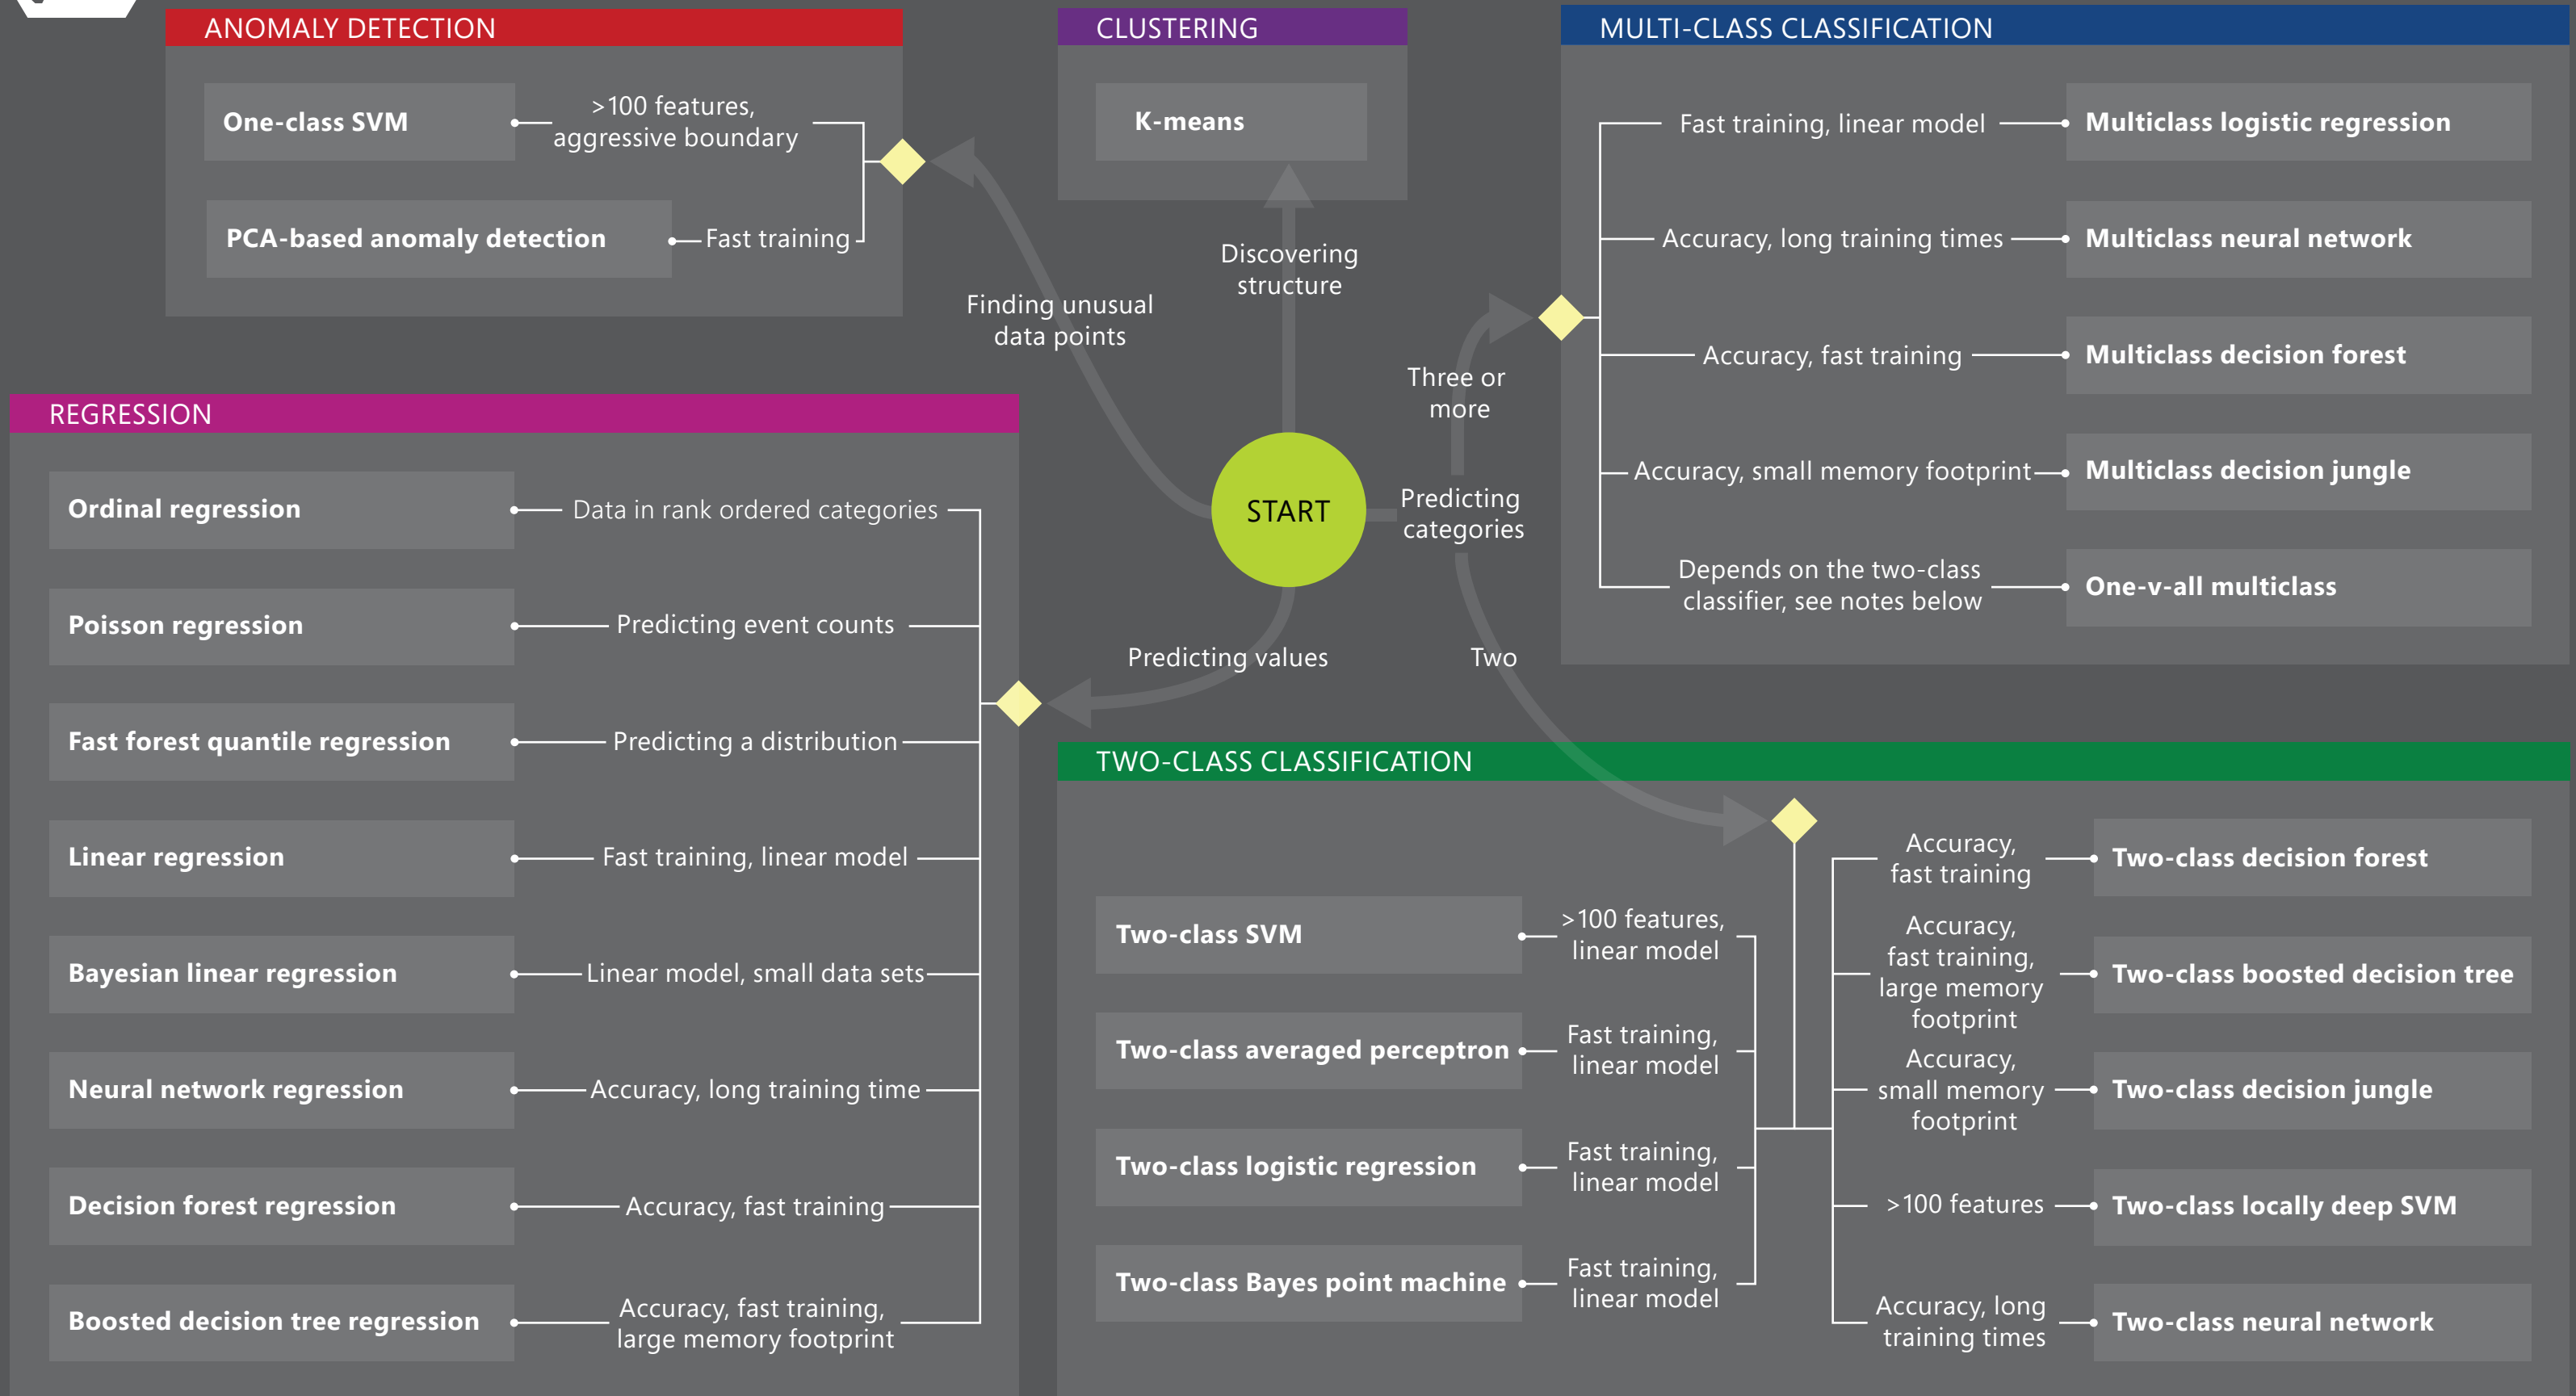 ANOMALY DETECTION
One-class SVM
>100 features,
aggressive boundary
PCA-based anomaly detection
Fast training
CLUSTERING
K-means
MULTI-CLASS CLASSIFICATION
Fast training, linear model
Multiclass logistic regression
Accuracy, long training times
Multiclass neural network
Accuracy, fast training
Multiclass decision forest
Accuracy, small memory footprint
Multiclass decision jungle
Depends on the two-class
classifier, see notes below
One-v-all multiclass
Finding unusual
data points
Discovering
structure
Three or
more
START
Predicting
categories
Predicting values
Two
REGRESSION
Ordinal regression
Data in rank ordered categories
Poisson regression
Predicting event counts
Fast forest quantile regression
Predicting a distribution
Linear regression
Fast training, linear model
Bayesian linear regression
Linear model, small data sets
Neural network regression
Accuracy, long training time
Decision forest regression
Accuracy, fast training
Boosted decision tree regression
Accuracy, fast training,
large memory footprint
TWO-CLASS CLASSIFICATION
Two-class SVM
>100 features,
linear model
Two-class averaged perceptron
Fast training,
linear model
Two-class logistic regression
Fast training,
linear model
Two-class Bayes point machine
Fast training,
linear model
Accuracy,
fast training
Two-class decision forest
Accuracy,
fast training,
large memory
footprint
Two-class boosted decision tree
Accuracy,
small memory
footprint
Two-class decision jungle
>100 features
Two-class locally deep SVM
Accuracy, long
training times
Two-class neural network